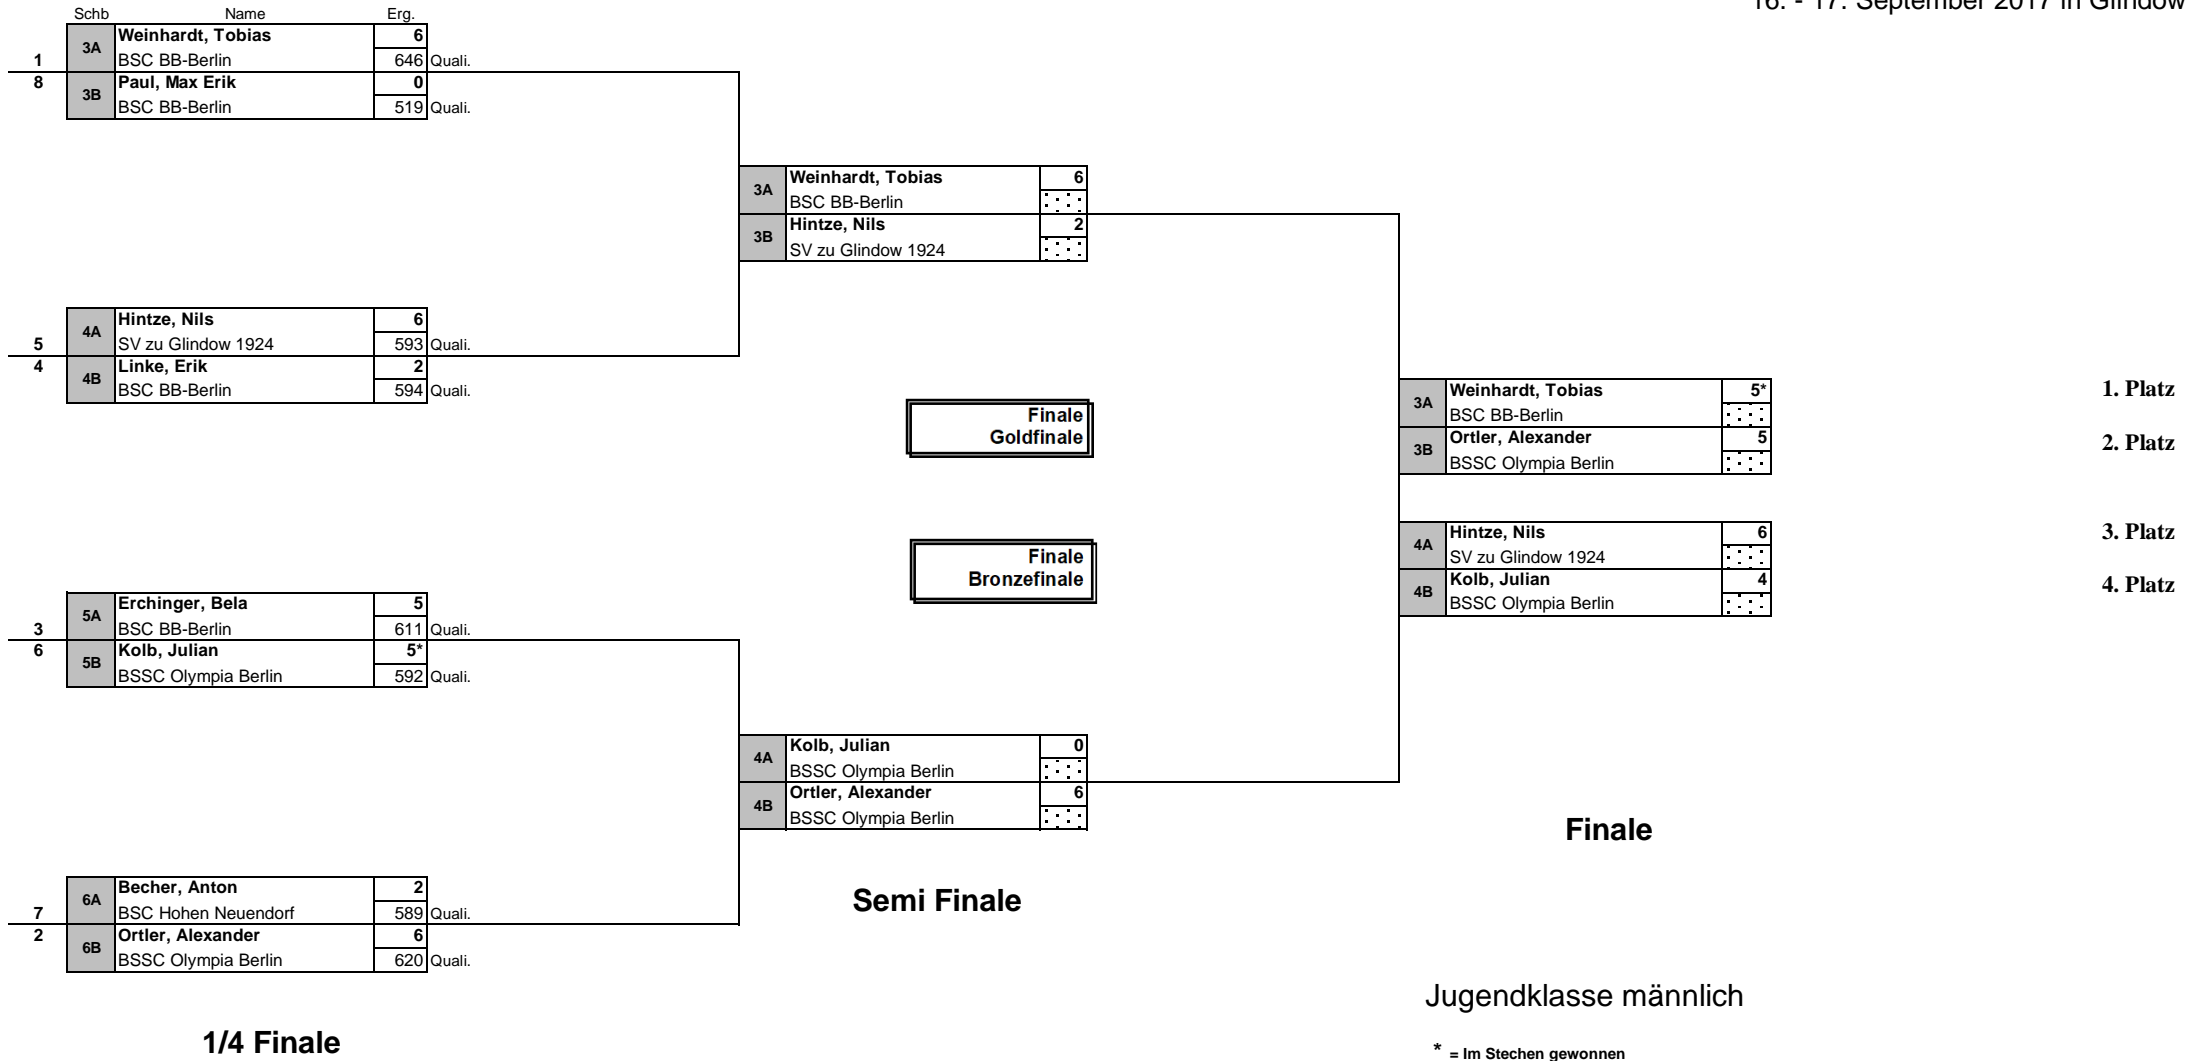 16. - 17. September 2017 in Glindow
Schb Name Erg.
3A Weinhardt, Tobias 6
1 BSC BB-Berlin 646 Quali.
8 3B Paul, Max Erik 0
BSC BB-Berlin 519 Quali.
3A Weinhardt, Tobias 6
BSC BB-Berlin
3B Hintze, Nils 2
SV zu Glindow 1924
4A Hintze, Nils 6
5 SV zu Glindow 1924 593 Quali.
4 4B Linke, Erik 2
BSC BB-Berlin 594 Quali.
Finale
Goldfinale
3A Weinhardt, Tobias 5* 1. Platz
BSC BB-Berlin
3B Ortler, Alexander 5 2. Platz
BSSC Olympia Berlin
Finale
Bronzefinale
4A Hintze, Nils 6 3. Platz
SV zu Glindow 1924
4B Kolb, Julian 4 4. Platz
BSSC Olympia Berlin
5A Erchinger, Bela 5
3 BSC BB-Berlin 611 Quali.
6 5B Kolb, Julian 5*
BSSC Olympia Berlin 592 Quali.
4A Kolb, Julian 0
BSSC Olympia Berlin
4B Ortler, Alexander 6
BSSC Olympia Berlin
Finale
6A Becher, Anton 2
7 BSC Hohen Neuendorf 589 Quali.
2 6B Ortler, Alexander 6
BSSC Olympia Berlin 620 Quali.
Semi Finale
Jugendklasse männlich
1/4 Finale
* = Im Stechen gewonnen